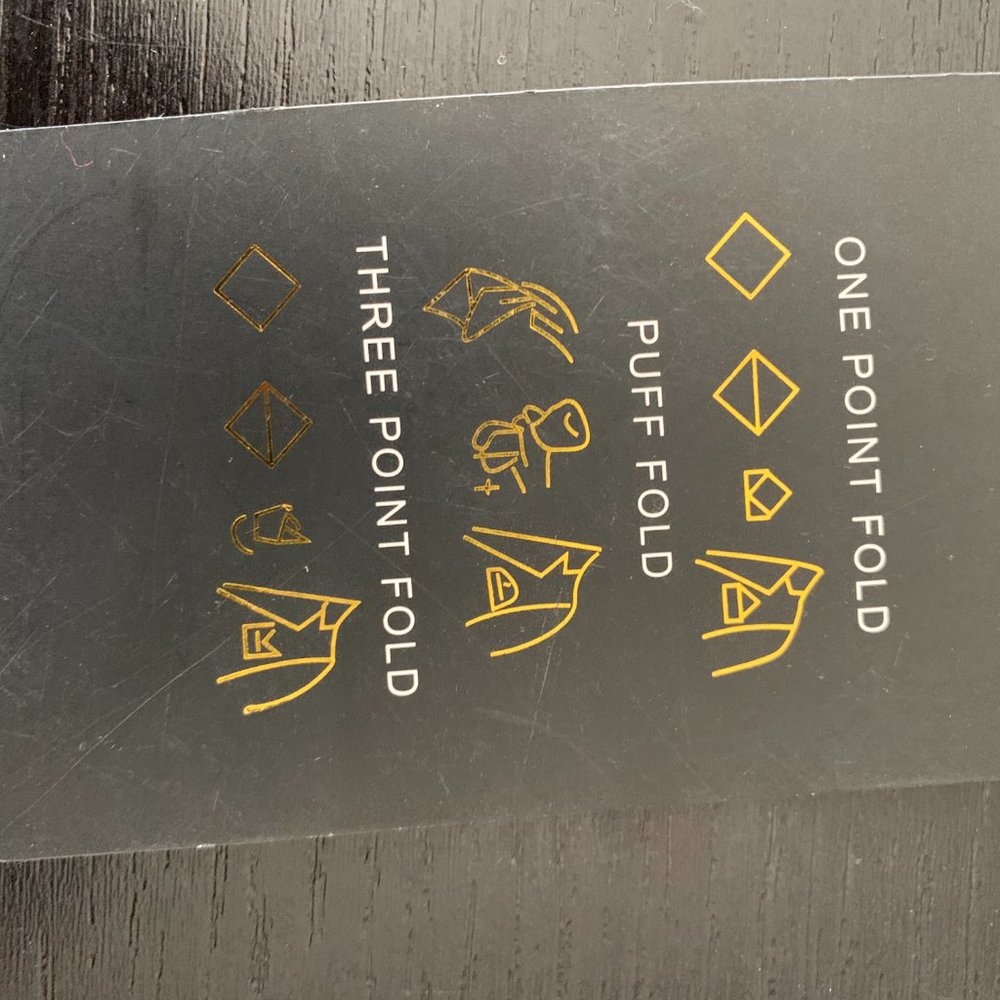 ONE POINT FOLD
PUFF FOLD
THREE POINT FOLD